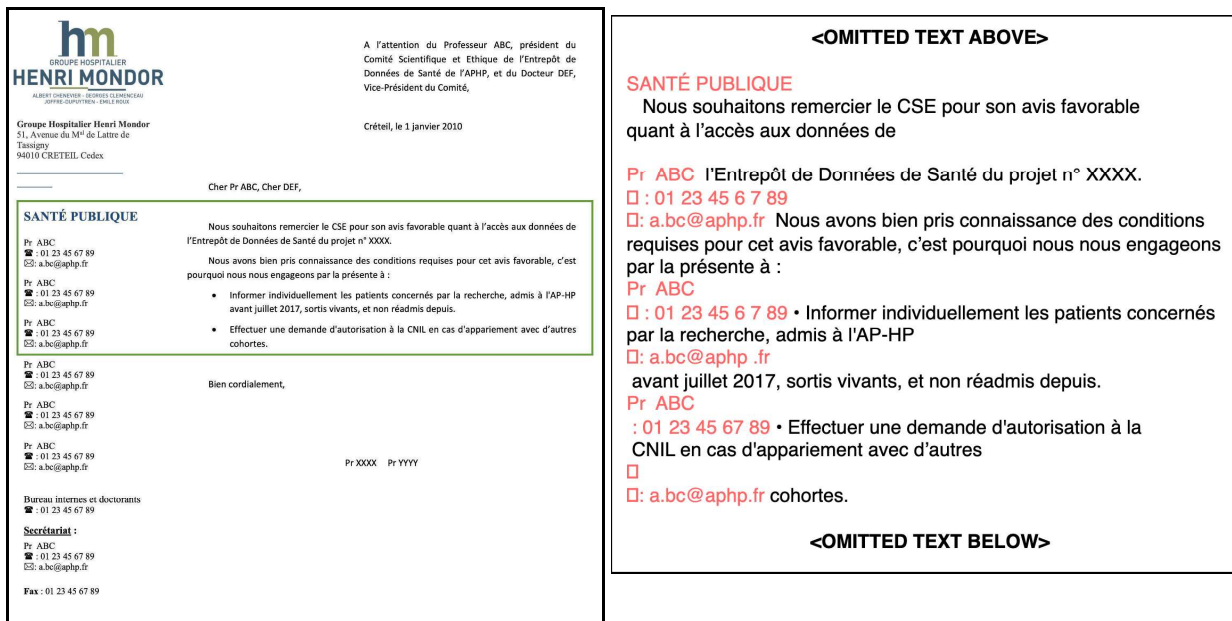 hm
GROUPE HOSPITALIER
HENRI MONDOR
ALBERT CHENEVIER - GEORGES CLEMENCEAU
JOFFRE-DUPUYTREN - EMILE ROUX
Groupe Hospitalier Henri Mondor
51, Avenue du Mal de Lattre de
Tassigny
94010 CRETEIL Cedex
A l'attention du Professeur ABC, président du
Comité Scientifique et Ethique de l'Entrepôt de
Données de Santé de l'APHP, et du Docteur DEF,
Vice-Président du Comité,
Créteil, le 1 janvier 2010
Cher Pr ABC, Cher DEF,
SANTÉ PUBLIQUE
Pr ABC
☎ : 01 23 45 67 89
✉: a.bc@aphp.fr
Pr ABC
☎ : 01 23 45 67 89
✉: a.bc@aphp.fr
Pr ABC
☎ : 01 23 45 67 89
✉: a.bc@aphp.fr
Pr ABC
☎ : 01 23 45 67 89
✉: a.bc@aphp.fr
Pr ABC
☎ : 01 23 45 67 89
✉: a.bc@aphp.fr
Pr ABC
☎ : 01 23 45 67 89
✉: a.bc@aphp.fr
Bureau internes et doctorants
☎ : 01 23 45 67 89
Secrétariat :
Pr ABC
☎ : 01 23 45 67 89
✉: a.bc@aphp.fr
Fax : 01 23 45 67 89
Nous souhaitons remercier le CSE pour son avis favorable quant à l'accès aux données de
l'Entrepôt de Données de Santé du projet n° XXXX.
Nous avons bien pris connaissance des conditions requises pour cet avis favorable, c'est
pourquoi nous nous engageons par la présente à :
• Informer individuellement les patients concernés par la recherche, admis à l'AP-HP
avant juillet 2017, sortis vivants, et non réadmis depuis.
• Effectuer une demande d'autorisation à la CNIL en cas d'appariement avec d'autres
cohortes.
Bien cordialement,
Pr XXXX Pr YYYY
<OMITTED TEXT ABOVE>
SANTÉ PUBLIQUE
Nous souhaitons remercier le CSE pour son avis favorable
quant à l'accès aux données de
Pr ABC l'Entrepôt de Données de Santé du projet n° XXXX.
☐ : 01 23 45 6 7 89
☐: a.bc@aphp.fr Nous avons bien pris connaissance des conditions
requises pour cet avis favorable, c'est pourquoi nous nous engageons
par la présente à :
Pr ABC
☐ : 01 23 45 6 7 89 • Informer individuellement les patients concernés
par la recherche, admis à l'AP-HP
☐: a.bc@aphp .fr
avant juillet 2017, sortis vivants, et non réadmis depuis.
Pr ABC
: 01 23 45 67 89 • Effectuer une demande d'autorisation à la
CNIL en cas d'appariement avec d'autres
☐
☐: a.bc@aphp.fr cohortes.
<OMITTED TEXT BELOW>